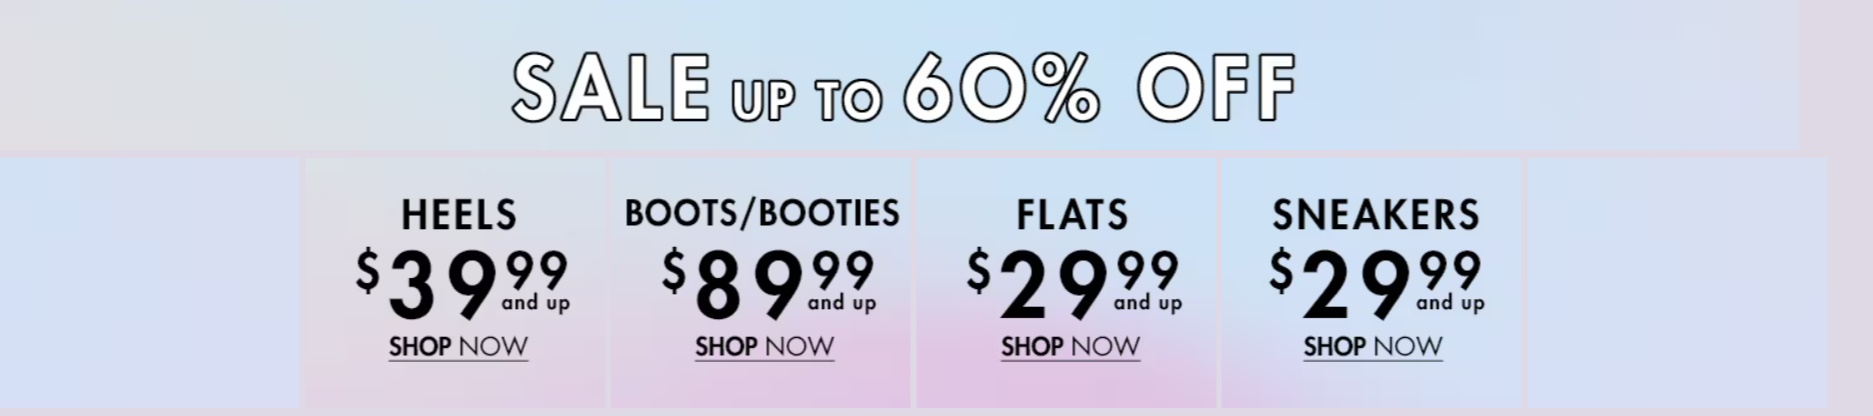 SALE UP TO 60% OFF
HEELS
$39.99 and up
SHOP NOW
BOOTS/BOOTIES
$89.99 and up
SHOP NOW
FLATS
$29.99 and up
SHOP NOW
SNEAKERS
$29.99 and up
SHOP NOW